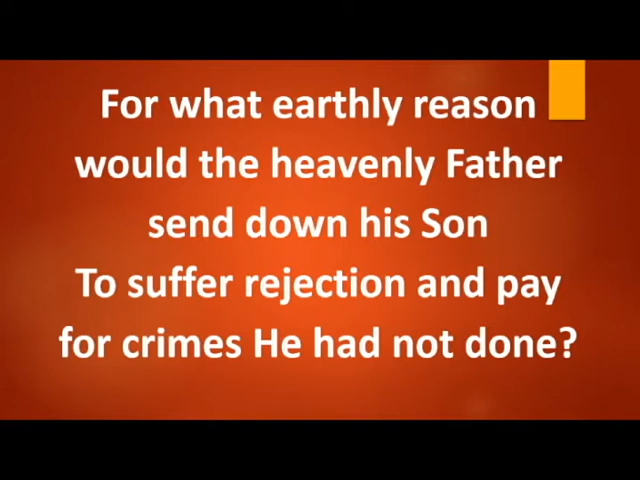 For what earthly reason
would the heavenly Father
send down his Son
To suffer rejection and pay
for crimes He had not done?